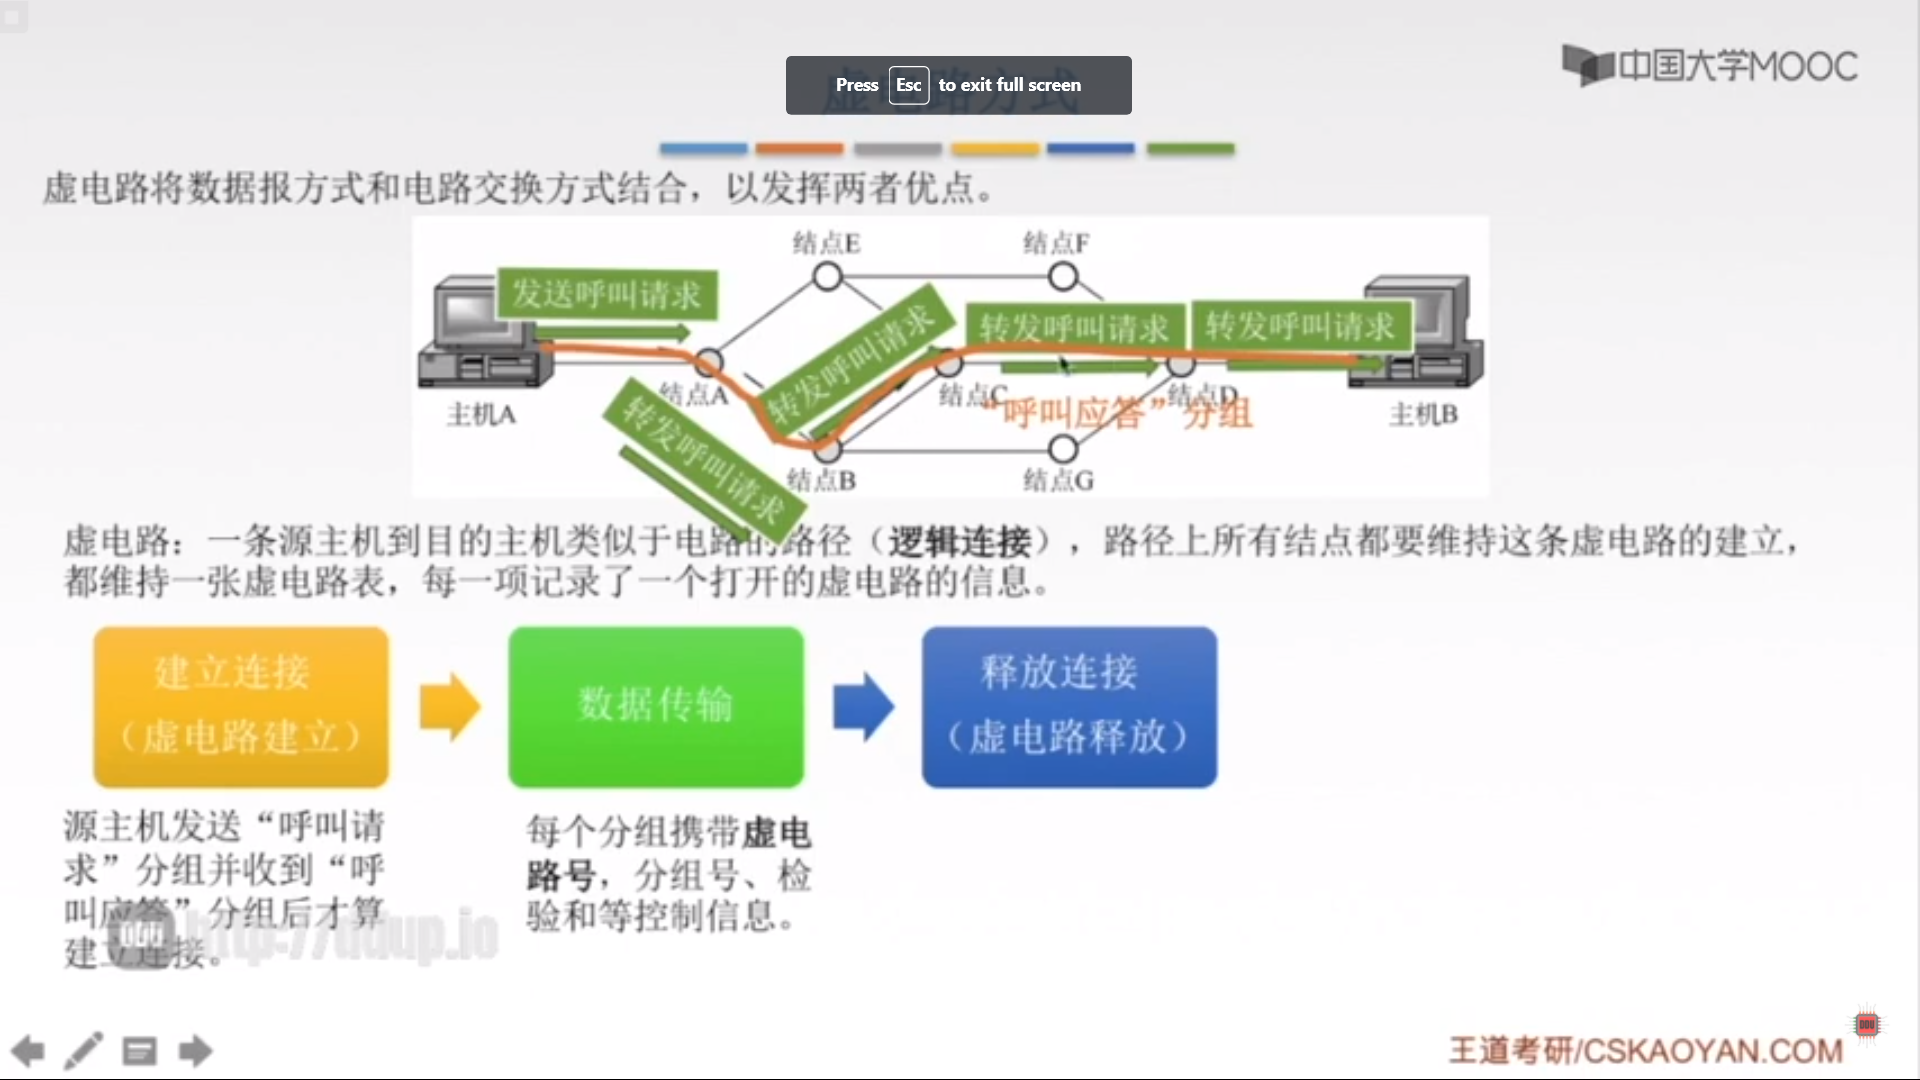 中国大学MOOC
虚电路方式
Press Esc to exit full screen
虚电路将数据报方式和电路交换方式结合，以发挥两者优点。
结点E
结点F
发送呼叫请求
转发呼叫请求
转发呼叫请求
转发呼叫请求
结点A
结点C
结点D
主机A
“呼叫应答”分组
主机B
转发呼叫请求
结点B
结点G
虚电路：一条源主机到目的主机类似于电路的路径（逻辑连接），路径上所有结点都要维持这条虚电路的建立，
都维持一张虚电路表，每一项记录了一个打开的虚电路的信息。
建立连接
（虚电路建立）
数据传输
释放连接
（虚电路释放）
源主机发送“呼叫请
求”分组并收到“呼
叫应答”分组后才算
建立连接。
每个分组携带虚电
路号，分组号、检
验和等控制信息。
http://ddup.io
王道考研/CSKAOYAN.COM